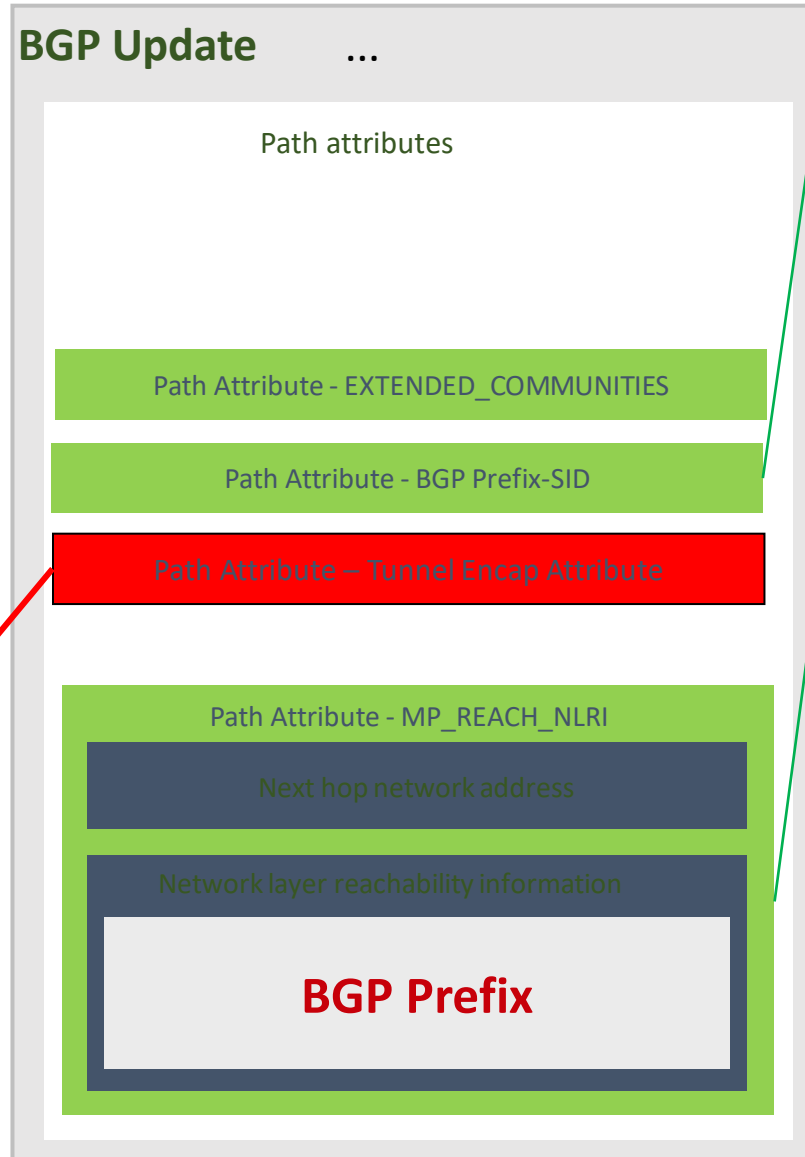 BGP Update ...
Path attributes
Path Attribute - EXTENDED_COMMUNITIES
Path Attribute - BGP Prefix-SID
Path Attribute – Tunnel Encap Attribute
Path Attribute - MP_REACH_NLRI
Next hop network address
Network layer reachability information
BGP Prefix